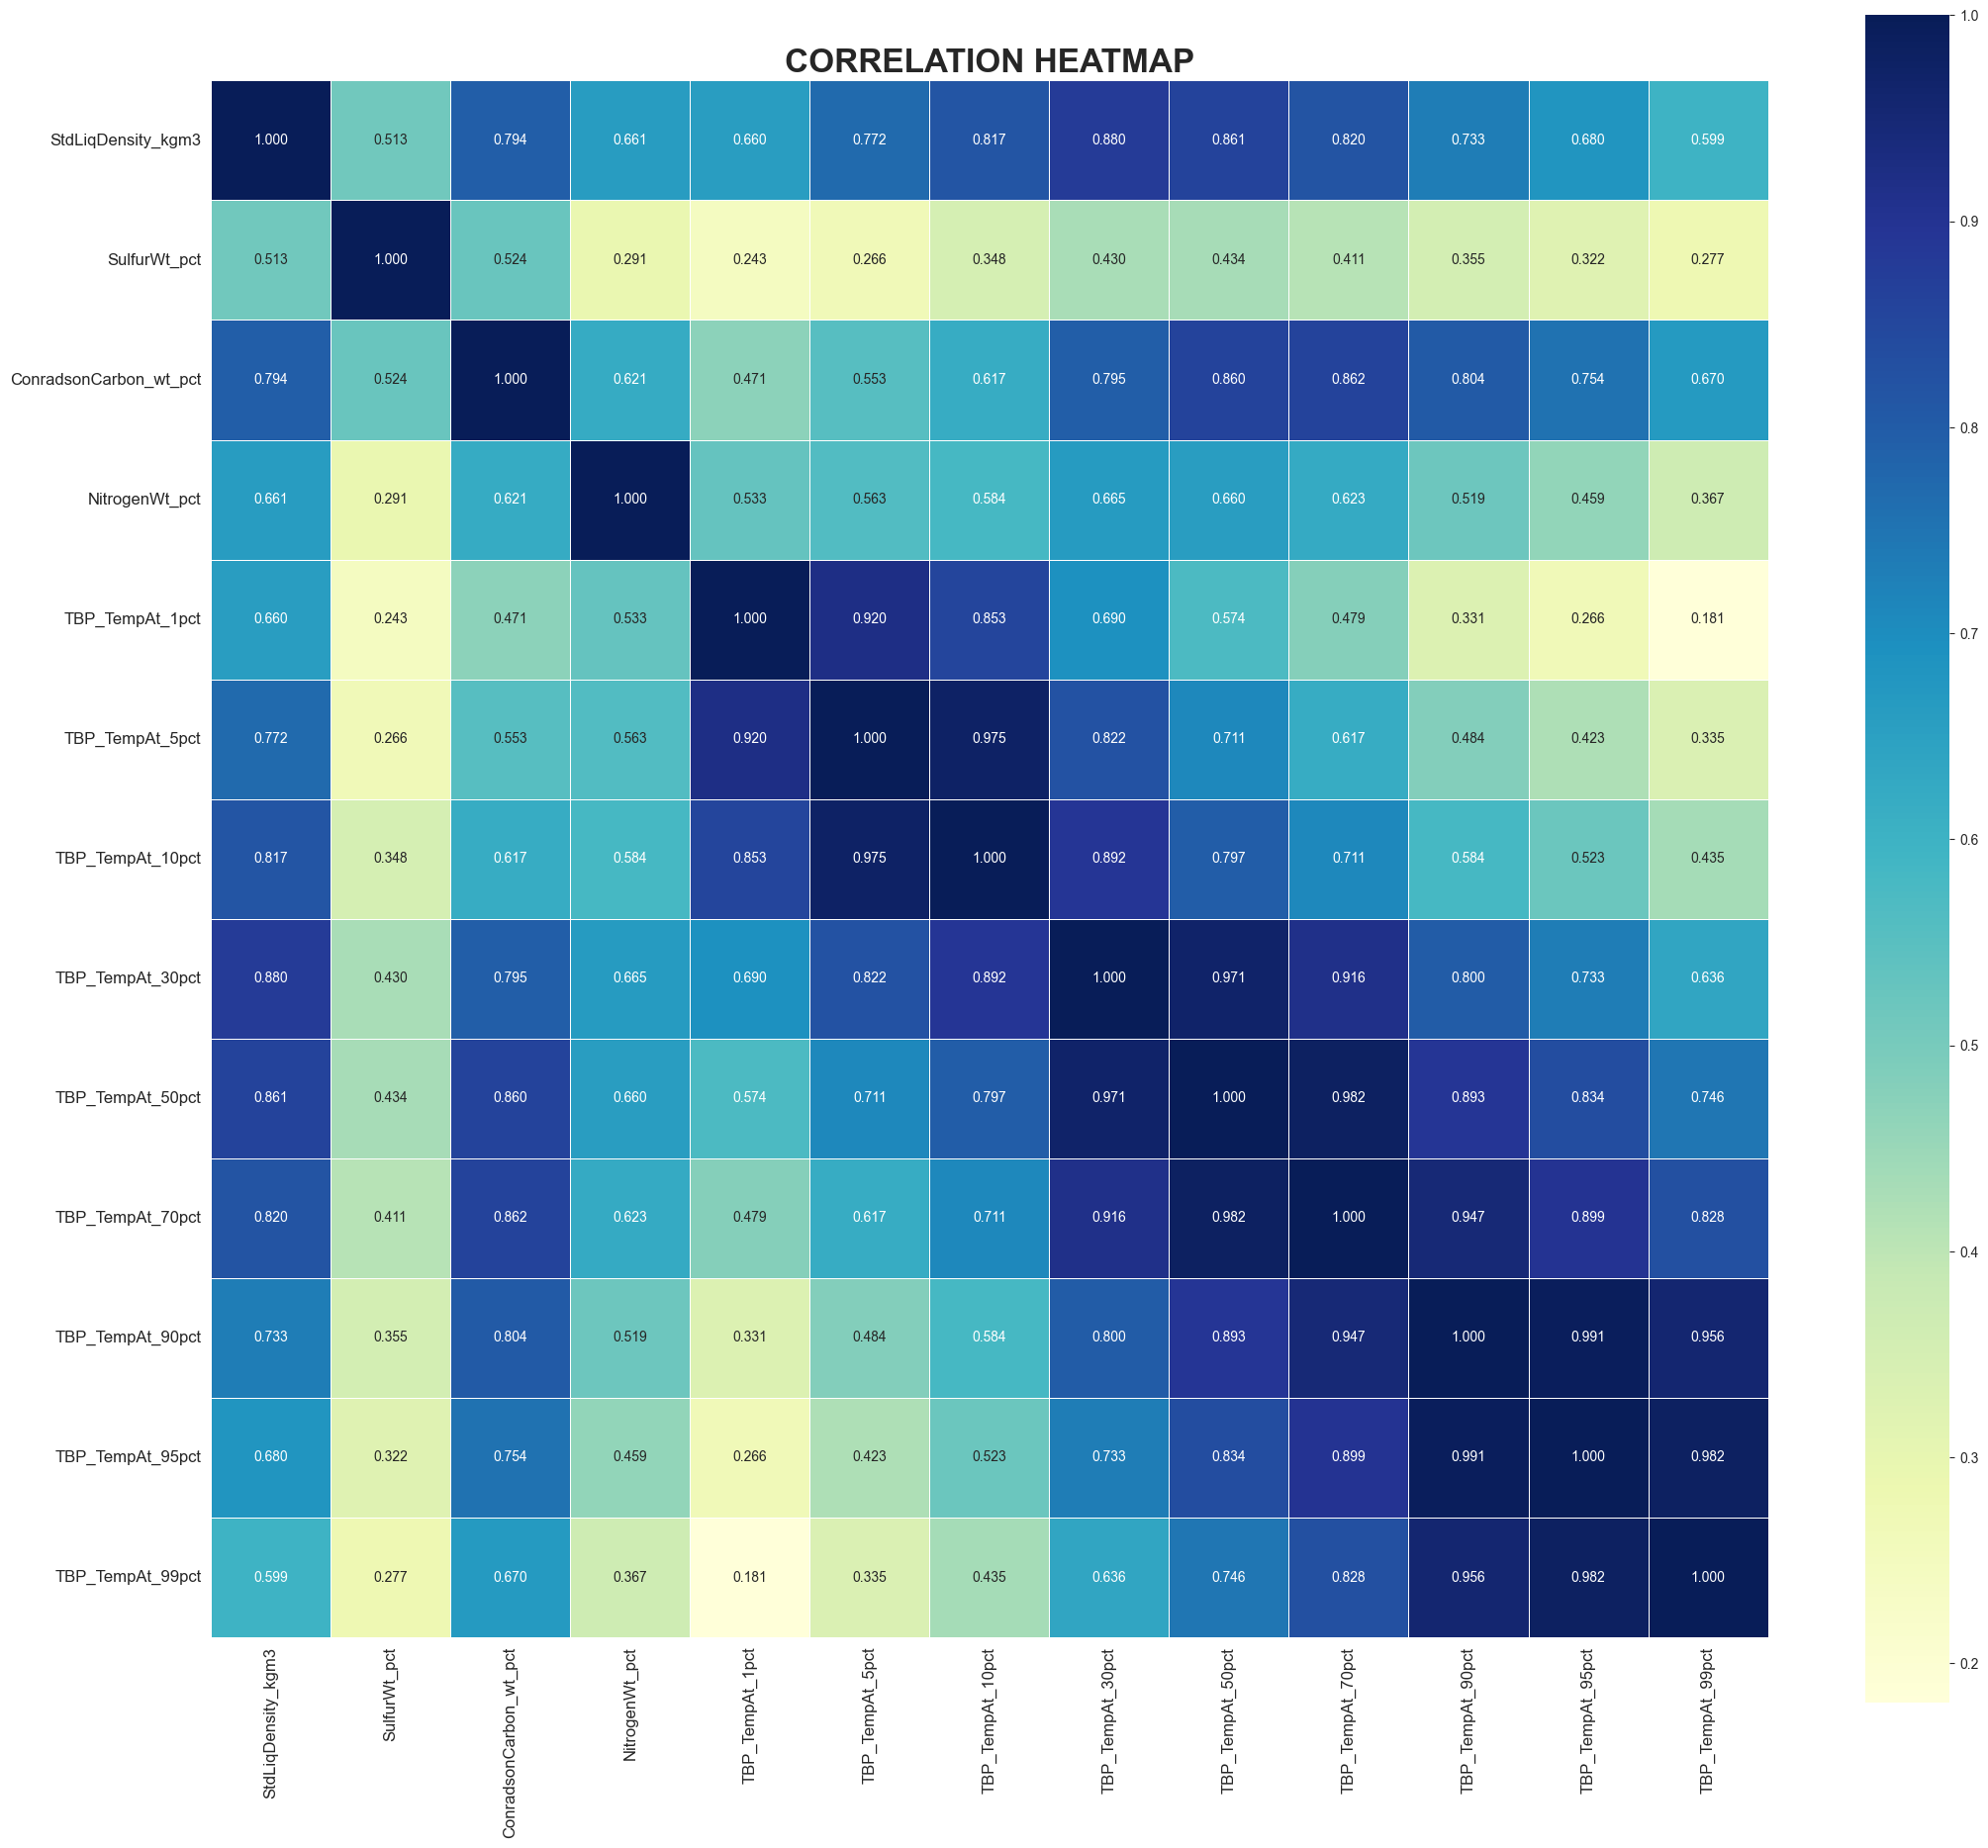 CORRELATION HEATMAP
StdLiqDensity_kgm3 1.000 0.513 0.794 0.661 0.660 0.772 0.817 0.880 0.861 0.820 0.733 0.680 0.599
SulfurWt_pct 0.513 1.000 0.524 0.291 0.243 0.266 0.348 0.430 0.434 0.411 0.355 0.322 0.277
ConradsonCarbon_wt_pct 0.794 0.524 1.000 0.621 0.471 0.553 0.617 0.795 0.860 0.862 0.804 0.754 0.670
NitrogenWt_pct 0.661 0.291 0.621 1.000 0.533 0.563 0.584 0.665 0.660 0.623 0.519 0.459 0.367
TBP_TempAt_1pct 0.660 0.243 0.471 0.533 1.000 0.920 0.853 0.690 0.574 0.479 0.331 0.266 0.181
TBP_TempAt_5pct 0.772 0.266 0.553 0.563 0.920 1.000 0.975 0.822 0.711 0.617 0.484 0.423 0.335
TBP_TempAt_10pct 0.817 0.348 0.617 0.584 0.853 0.975 1.000 0.892 0.797 0.711 0.584 0.523 0.435
TBP_TempAt_30pct 0.880 0.430 0.795 0.665 0.690 0.822 0.892 1.000 0.971 0.916 0.800 0.733 0.636
TBP_TempAt_50pct 0.861 0.434 0.860 0.660 0.574 0.711 0.797 0.971 1.000 0.982 0.893 0.834 0.746
TBP_TempAt_70pct 0.820 0.411 0.862 0.623 0.479 0.617 0.711 0.916 0.982 1.000 0.947 0.899 0.828
TBP_TempAt_90pct 0.733 0.355 0.804 0.519 0.331 0.484 0.584 0.800 0.893 0.947 1.000 0.991 0.956
TBP_TempAt_95pct 0.680 0.322 0.754 0.459 0.266 0.423 0.523 0.733 0.834 0.899 0.991 1.000 0.982
TBP_TempAt_99pct 0.599 0.277 0.670 0.367 0.181 0.335 0.435 0.636 0.746 0.828 0.956 0.982 1.000
StdLiqDensity_kgm3
SulfurWt_pct
ConradsonCarbon_wt_pct
NitrogenWt_pct
TBP_TempAt_1pct
TBP_TempAt_5pct
TBP_TempAt_10pct
TBP_TempAt_30pct
TBP_TempAt_50pct
TBP_TempAt_70pct
TBP_TempAt_90pct
TBP_TempAt_95pct
TBP_TempAt_99pct
1.0
0.9
0.8
0.7
0.6
0.5
0.4
0.3
0.2